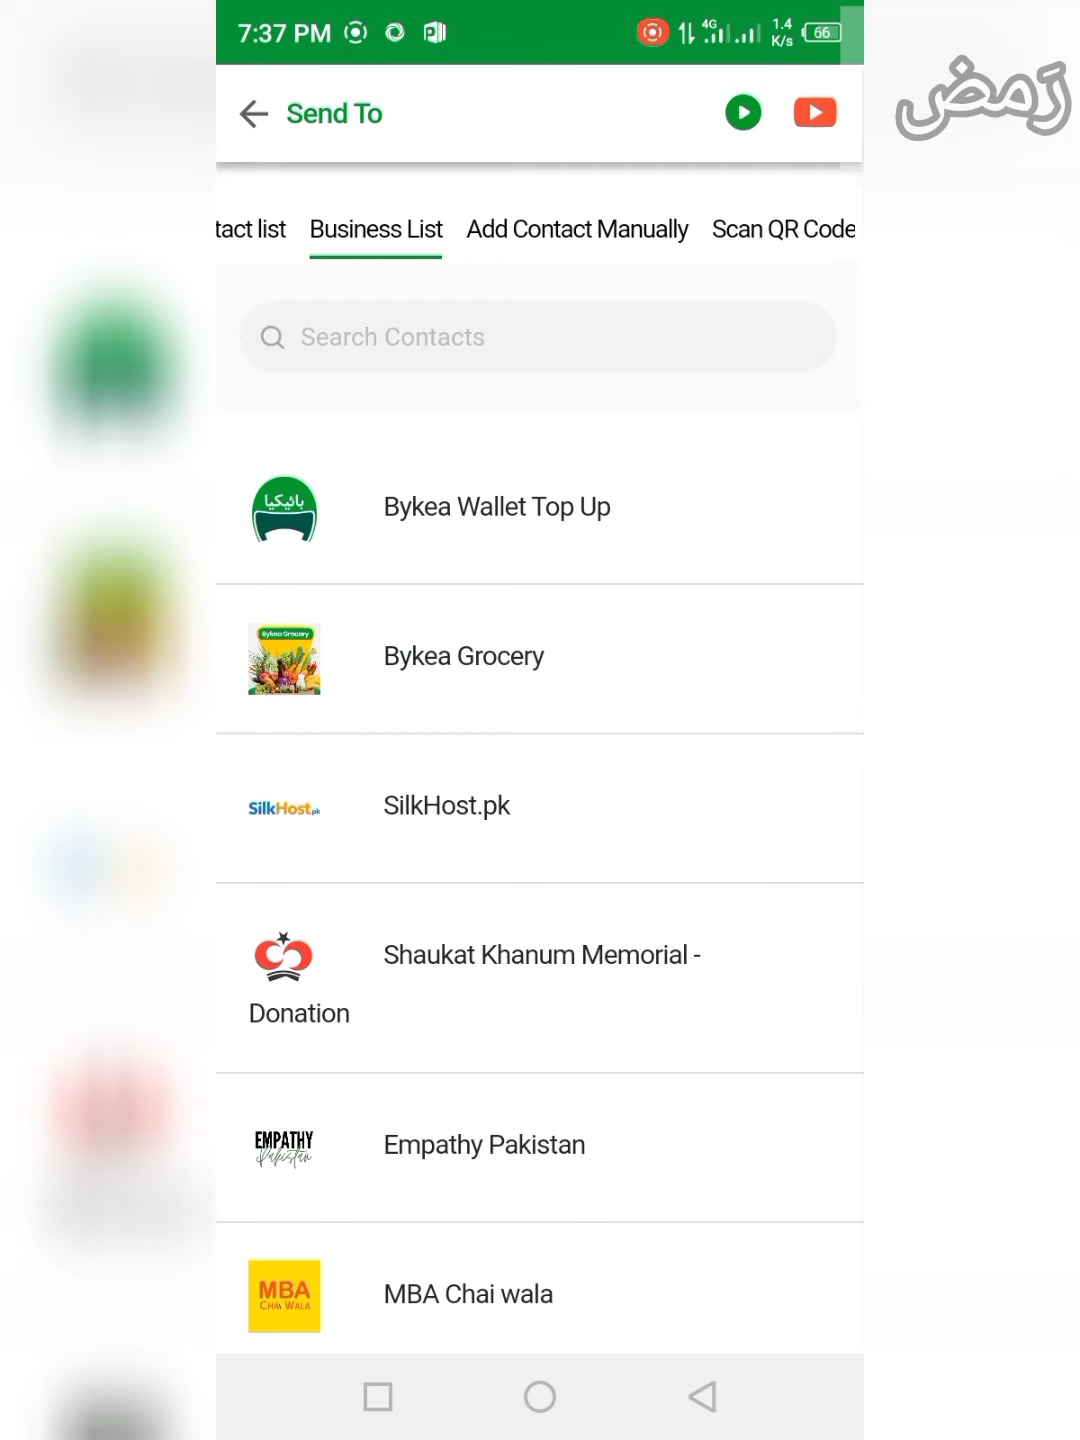 7:37 PM 4G 1.4 K/s 66
رَمض
Send To
tact list Business List Add Contact Manually Scan QR Code
Search Contacts
بائیکیا
Bykea Wallet Top Up
Bykea Grocery
Bykea Grocery
SilkHost.pk
SilkHost.pk
Shaukat Khanum Memorial -
Donation
EMPATHY
Pakistan
Empathy Pakistan
MBA
CHAI WALA
MBA Chai wala